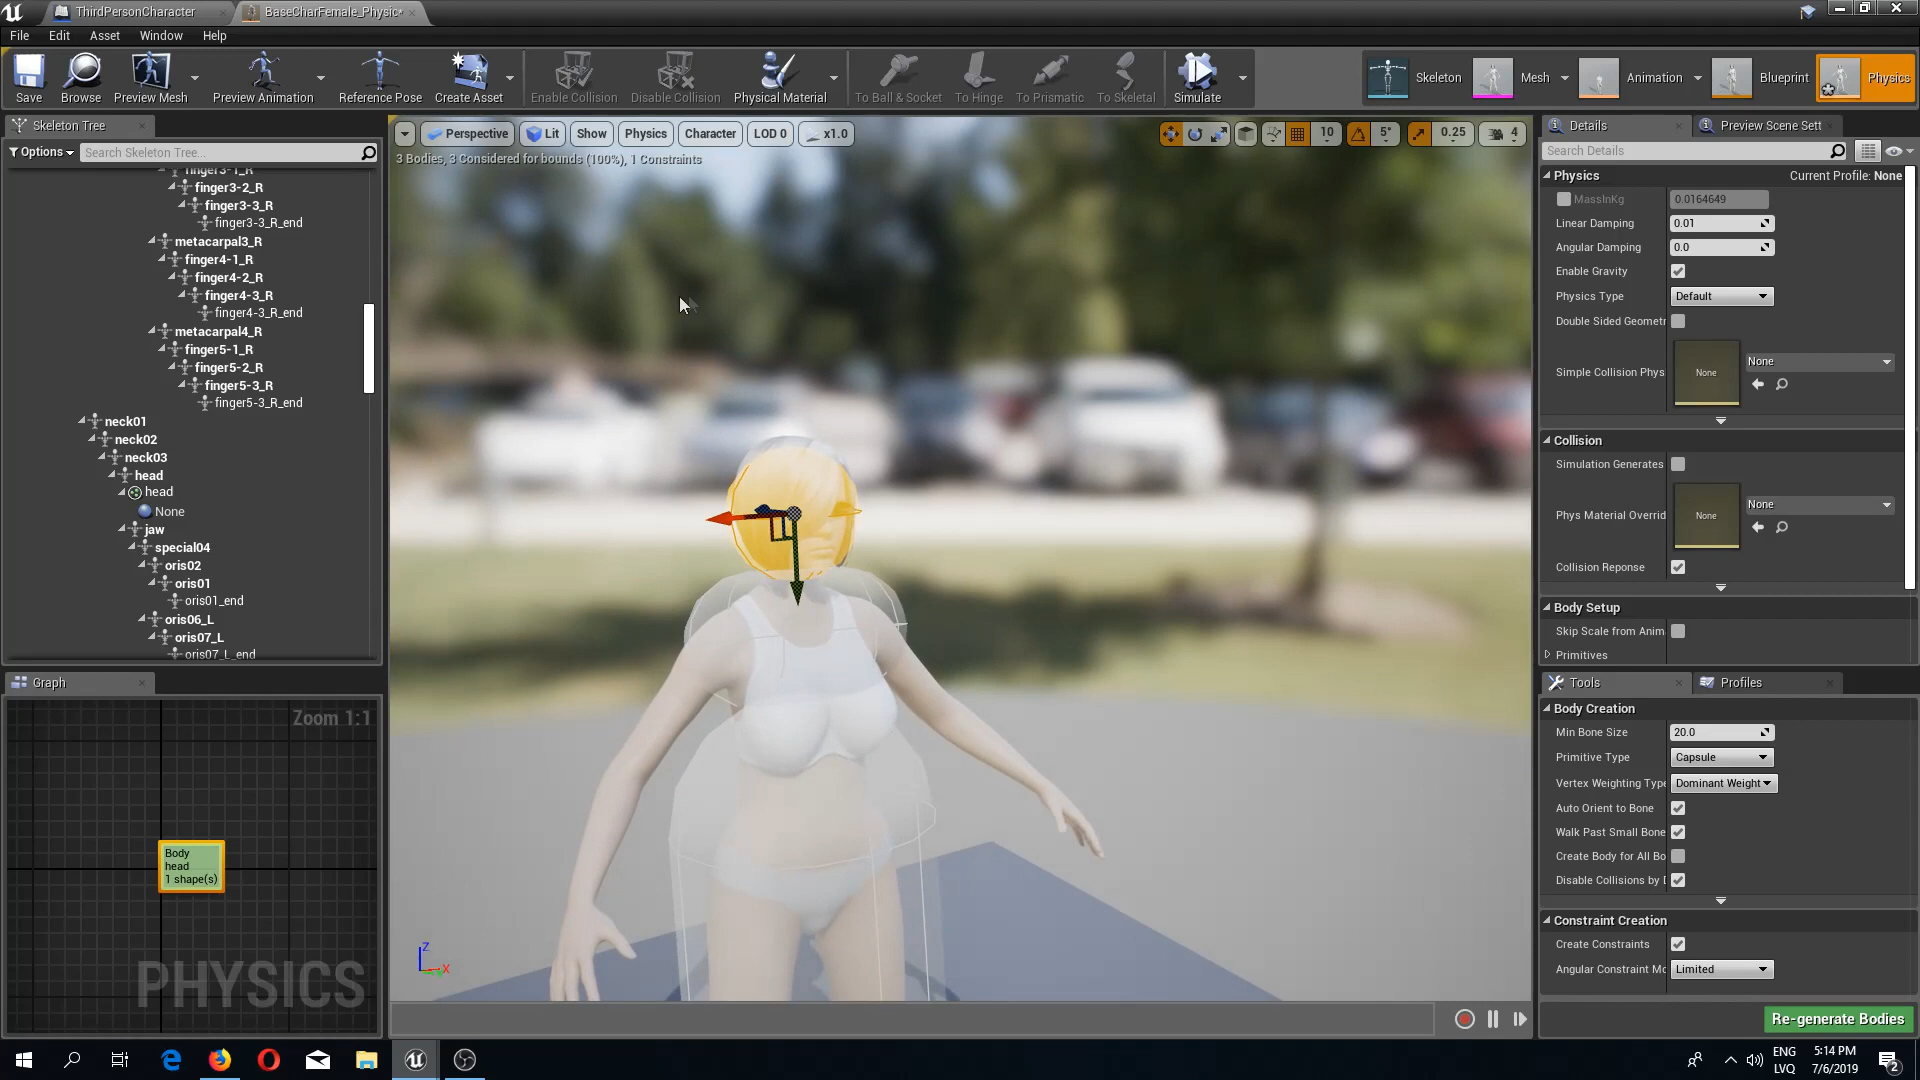 ThirdPersonCharacter
BaseCharFemale_Physic*
File
Edit
Asset
Window
Help
Save
Browse
Preview Mesh
Preview Animation
Reference Pose
Create Asset
Enable Collision
Disable Collision
Physical Material
To Ball & Socket
To Hinge
To Prismatic
To Skeletal
Simulate
Skeleton
Mesh
Animation
Blueprint
Physics
Skeleton Tree
Options
Search Skeleton Tree...
finger3-1_R
finger3-2_R
finger3-3_R
finger3-3_R_end
metacarpal3_R
finger4-1_R
finger4-2_R
finger4-3_R
finger4-3_R_end
metacarpal4_R
finger5-1_R
finger5-2_R
finger5-3_R
finger5-3_R_end
neck01
neck02
neck03
head
head
None
jaw
special04
oris02
oris01
oris01_end
oris06_L
oris07_L
oris07_L_end
Graph
Zoom 1:1
Body
head
1 shape(s)
PHYSICS
Perspective
Lit
Show
Physics
Character
LOD 0
x1.0
10
5°
0.25
4
3 Bodies, 3 Considered for bounds (100%), 1 Constraints
Z
X
Details
Preview Scene Sett
Search Details
Physics
Current Profile: None
MassInKg
0.0164649
Linear Damping
0.01
Angular Damping
0.0
Enable Gravity
Physics Type
Default
Double Sided Geometr
Simple Collision Phys
None
None
Collision
Simulation Generates
Phys Material Overrid
None
None
Collision Reponse
Body Setup
Skip Scale from Anim
Primitives
Tools
Profiles
Body Creation
Min Bone Size
20.0
Primitive Type
Capsule
Vertex Weighting Type
Dominant Weight
Auto Orient to Bone
Walk Past Small Bone
Create Body for All Bo
Disable Collisions by D
Constraint Creation
Create Constraints
Angular Constraint Mo
Limited
Re-generate Bodies
ENG
LVQ
5:14 PM
7/6/2019
2